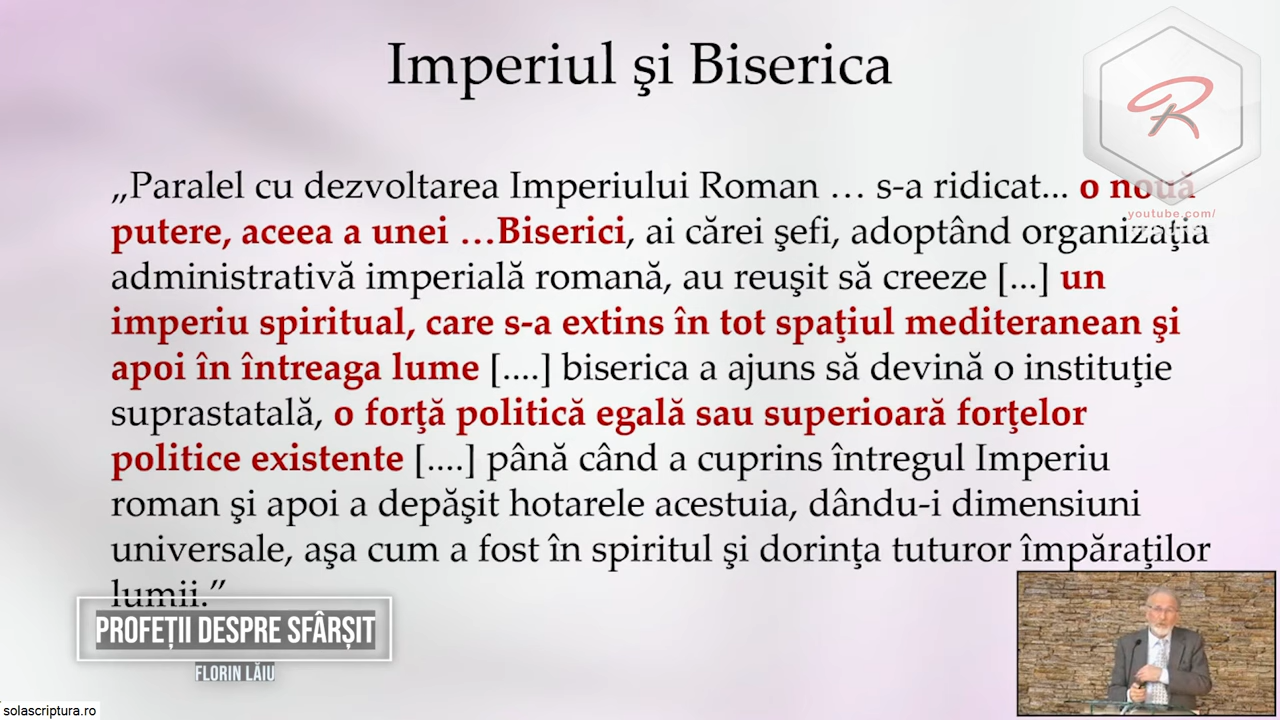 Imperiul şi Biserica
„Paralel cu dezvoltarea Imperiului Roman … s-a ridicat... o nouă
putere, aceea a unei …Biserici, ai cărei şefi, adoptând organizaţia
administrativă imperială romană, au reuşit să creeze [...] un
imperiu spiritual, care s-a extins în tot spaţiul mediteranean şi
apoi în întreaga lume [....] biserica a ajuns să devină o instituţie
suprastatală, o forţă politică egală sau superioară forţelor
politice existente [....] până când a cuprins întregul Imperiu
roman şi apoi a depăşit hotarele acestuia, dându-i dimensiuni
universale, aşa cum a fost în spiritul şi dorinţa tuturor împăraţilor
lumii.”
youtube.com/
PROFEȚII DESPRE SFÂRȘIT
FLORIN LĂIU
solascriptura.ro